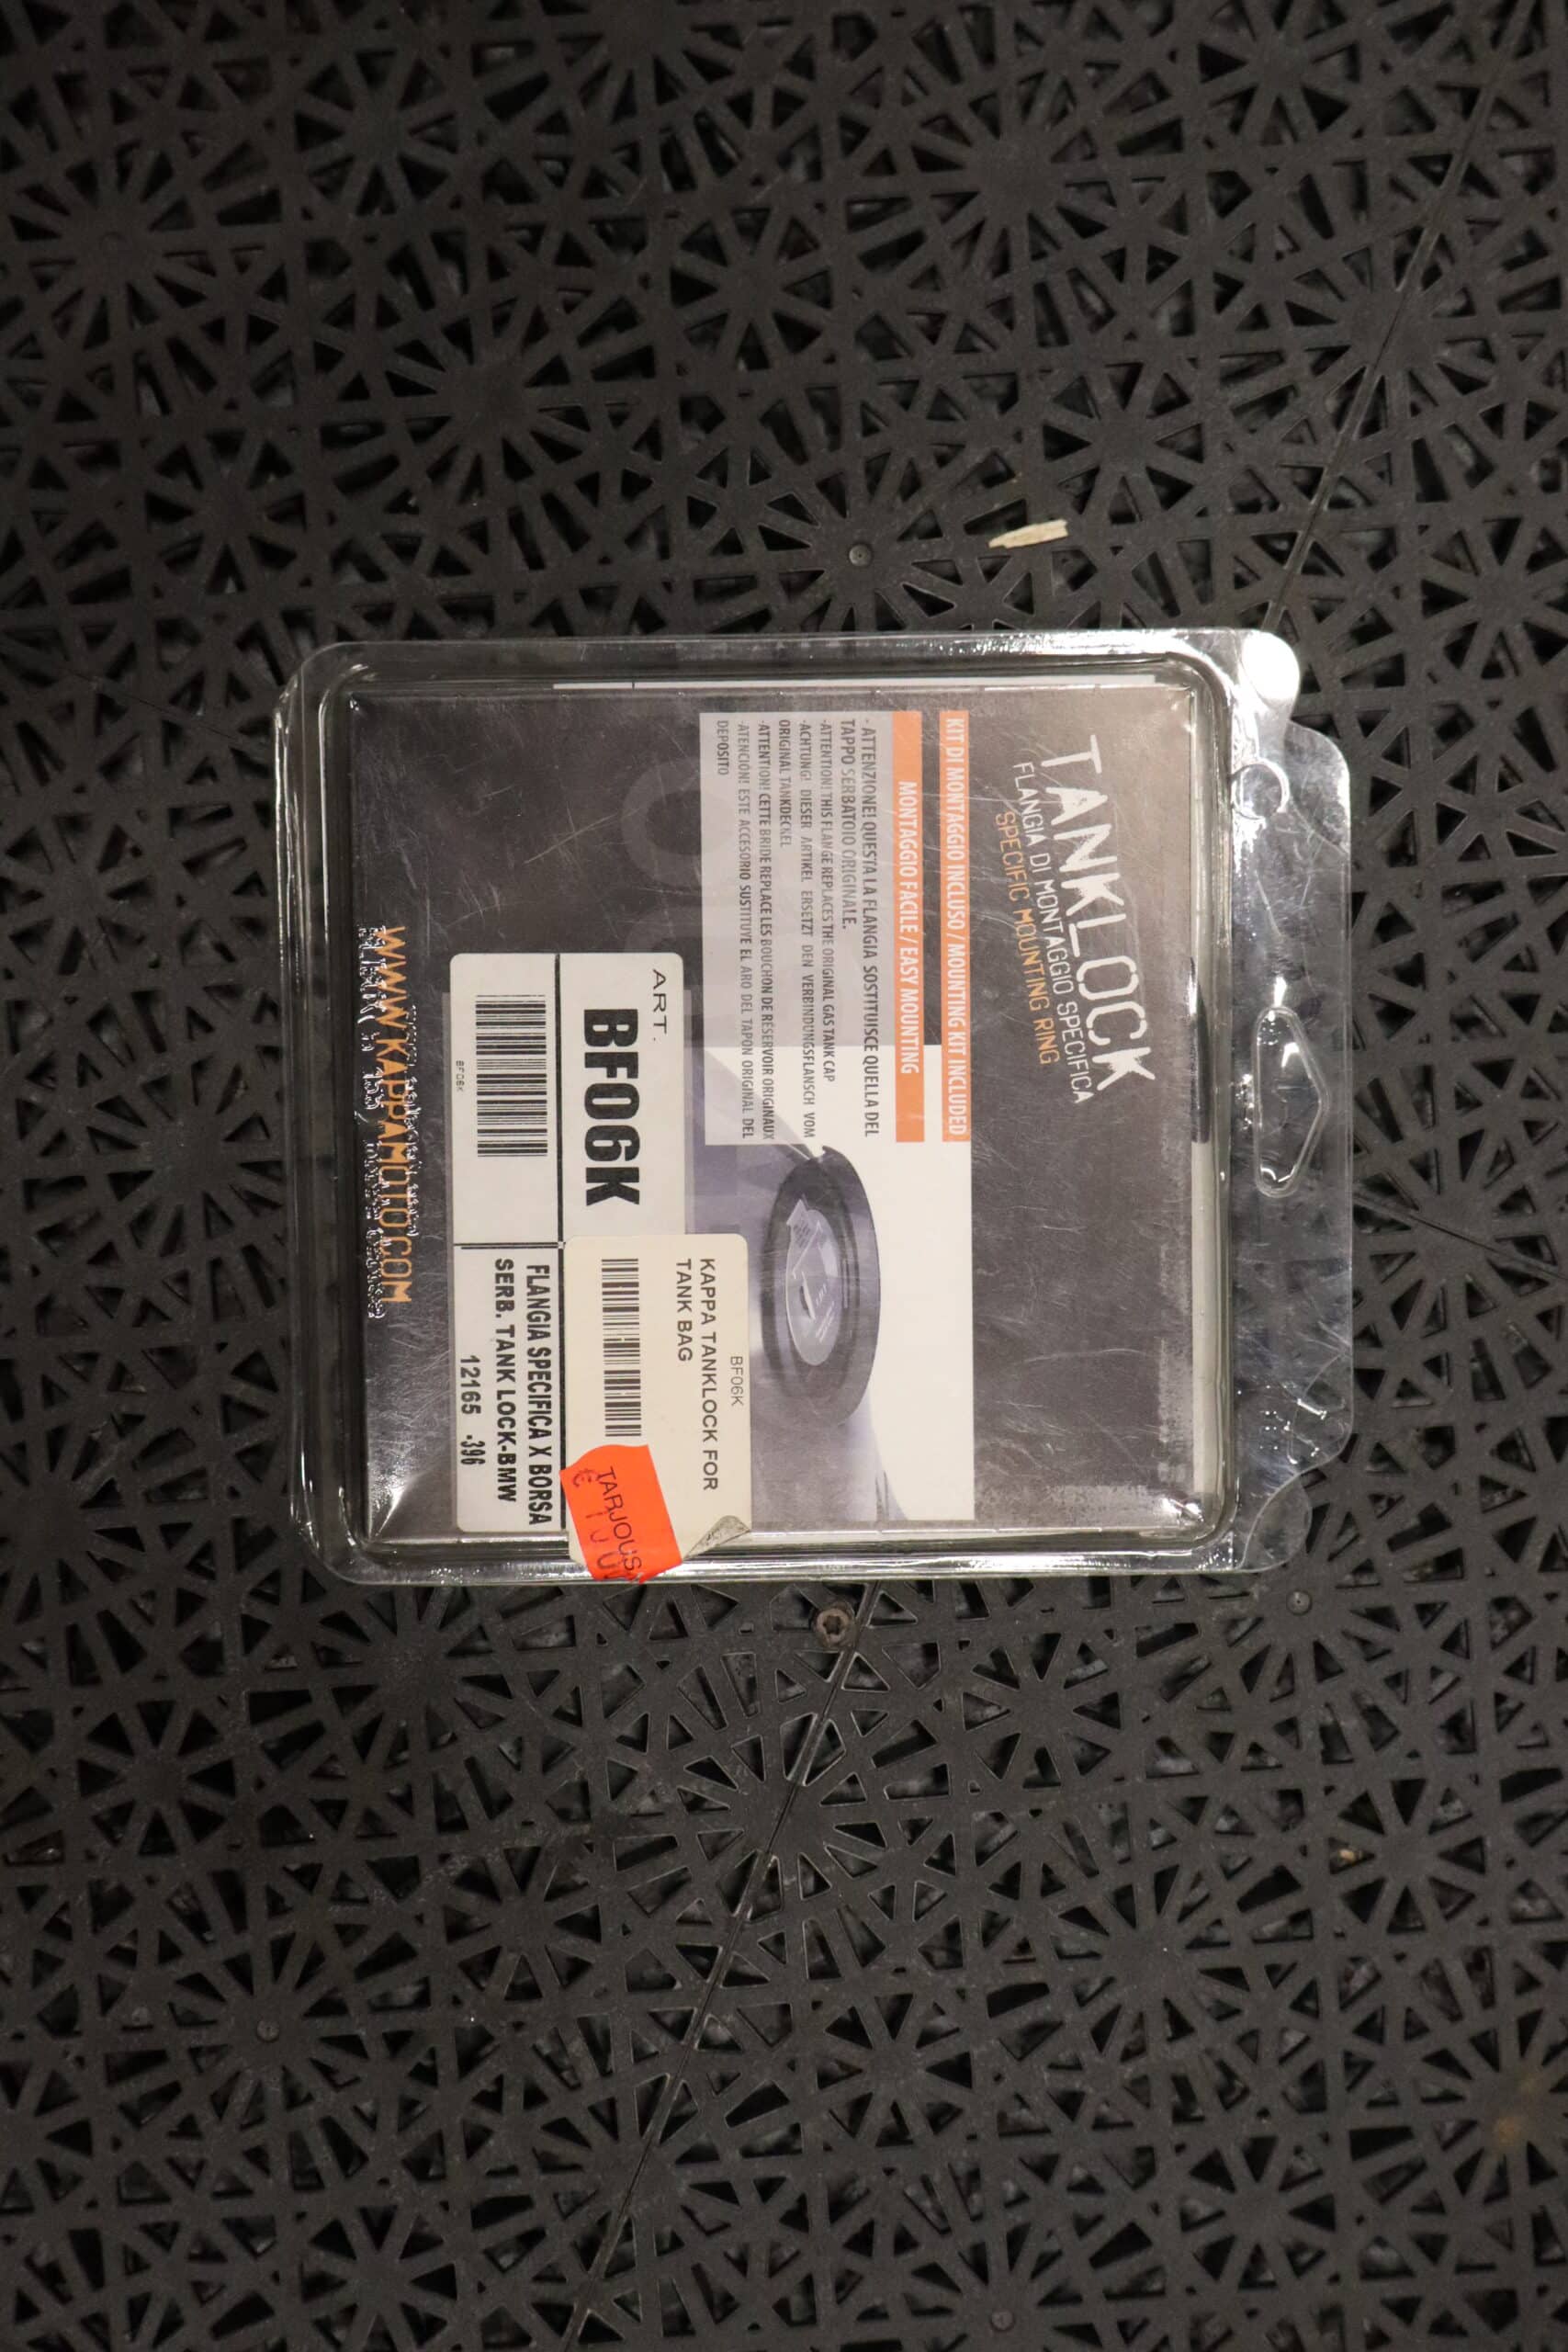 TANKLOCK
FLANGIA DI MONTAGGIO SPECIFICA
SPECIFIC MOUNTING RING
KIT DI MONTAGGIO INCLUSO / MOUNTING KIT INCLUDED
MONTAGGIO FACILE / EASY MOUNTING
- ATTENZIONE! QUESTA LA FLANGIA SOSTITUISCE QUELLA DEL
TAPPO SERBATOIO ORIGINALE.
-ATTENTION! THIS FLANGE REPLACES THE ORIGINAL GAS TANK CAP
-ACHTUNG! DIESER ARTIKEL ERSETZT DEN VERBINDUNGSFLANSCH VOM
ORIGINAL TANKDECKEL
-ATTENTION! CETTE BRIDE REPLACE LES BOUCHON DE RÉSERVOIR ORIGINAUX
-ATENCIÓN! ESTE ACCESORIO SUSTITUYE EL ARO DEL TAPON ORIGINAL DEL
DEPOSITO
ART.
BF06K
BF06K
FLANGIA SPECIFICA X BORSA
SERB. TANK LOCK-BMW
12165 -396
BF06K
KAPPA TANKLOCK FOR
TANK BAG
TARJOUS
€
WWW.KAPPAMOTO.COM